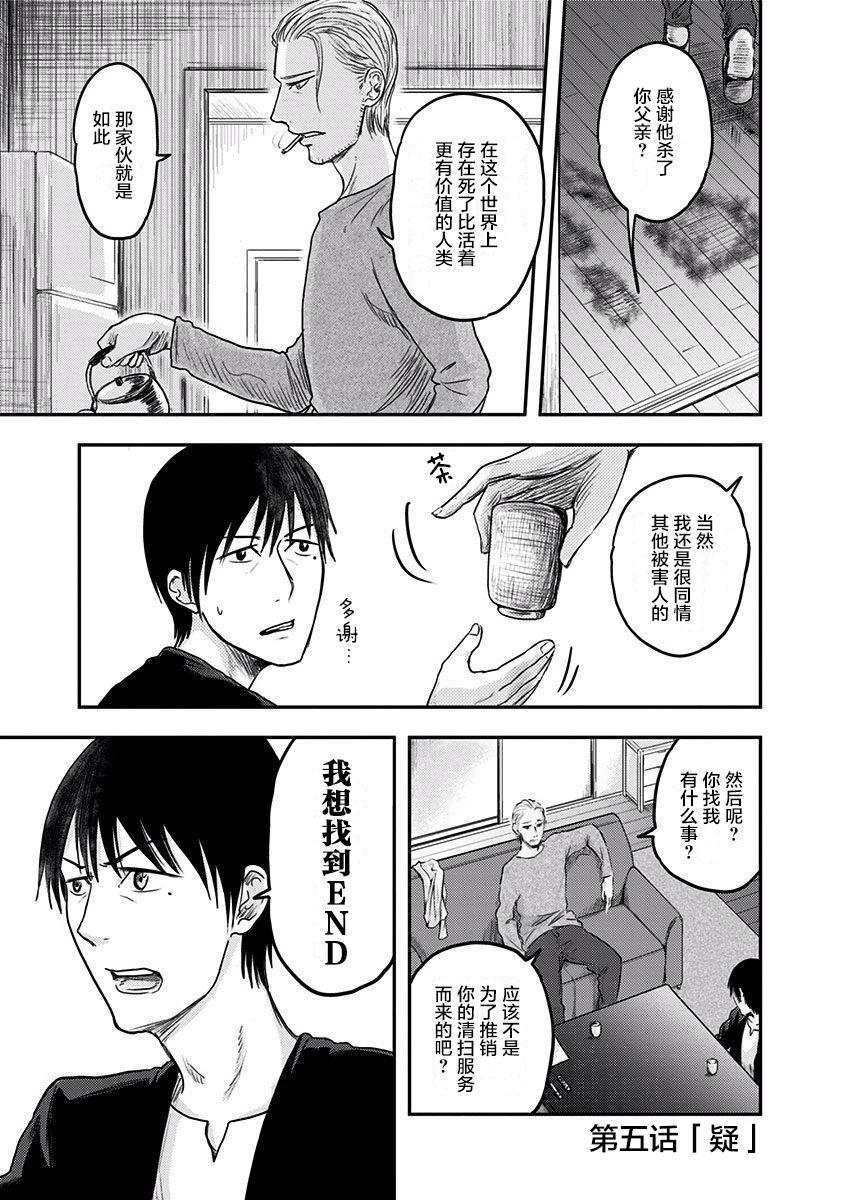 感谢他杀了
你父亲？
在这个世界上
存在死了比活着
更有价值的人类
那家伙就是
如此
当然
我还是很同情
其他被害人的
茶
多谢…
然后呢？
你找我
有什么事？
应该不是
为了推销
你的清扫服务
而来的吧？
我想找到END
第五话「疑」